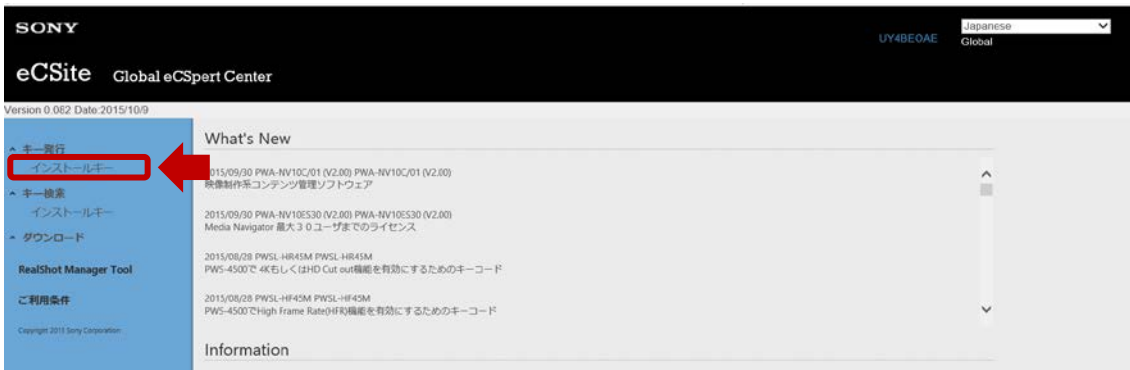 SONY
UY4BE0AE
Japanese
Global
eCSite Global eCSpert Center
Version 0.082 Date:2015/10/9
キー発行
インストールキー
キー検索
インストールキー
ダウンロード
RealShot Manager Tool
ご利用条件
Copyright 2015 Sony Corporation
What's New
2015/09/30 PWA-NV10C/01 (V2.00) PWA-NV10C/01 (V2.00)
映像制作系コンテンツ管理ソフトウェア
2015/09/30 PWA-NV10ES30 (V2.00) PWA-NV10ES30 (V2.00)
Media Navigator 最大３０ユーザまでのライセンス
2015/08/28 PWSL-HR45M PWSL-HR45M
PWS-4500で 4KもしくはHD Cut out機能を有効にするためのキーコード
2015/08/28 PWSL-HF45M PWSL-HF45M
PWS-4500でHigh Frame Rate(HFR)機能を有効にするためのキーコード
Information